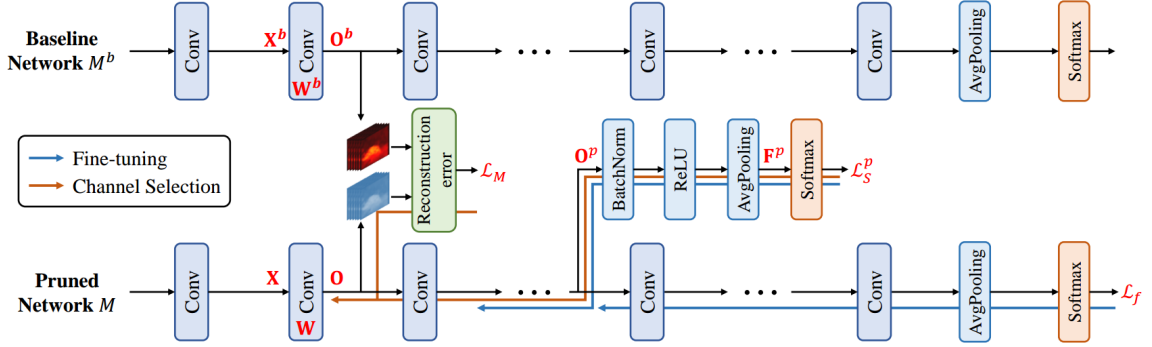 Baseline
Network M^b
Conv
X^b
Conv
W^b
O^b
Conv
Conv
Conv
AvgPooling
Softmax
Fine-tuning
Channel Selection
Reconstruction
error
ℒ_M
O^p
BatchNorm
ReLU
AvgPooling
F^p
Softmax
ℒ_S^p
Pruned
Network M
Conv
X
Conv
W
O
Conv
Conv
Conv
AvgPooling
Softmax
ℒ_f